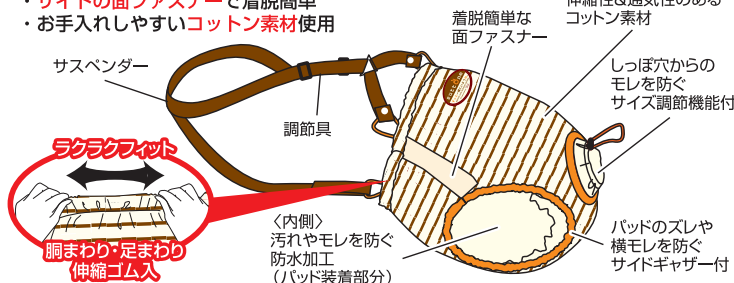 ・サイドの面ファスナーで着脱簡単
・お手入れしやすいコットン素材使用
サスペンダー
調節具
着脱簡単な
面ファスナー
伸縮性&通気性のある
コットン素材
しっぽ穴からの
モレを防ぐ
サイズ調節機能付
ラクラクフィット
胴まわり・足まわり
伸縮ゴム入
〈内側〉
汚れやモレを防ぐ
防水加工
（パッド装着部分）
パッドのズレや
横モレを防ぐ
サイドギャザー付